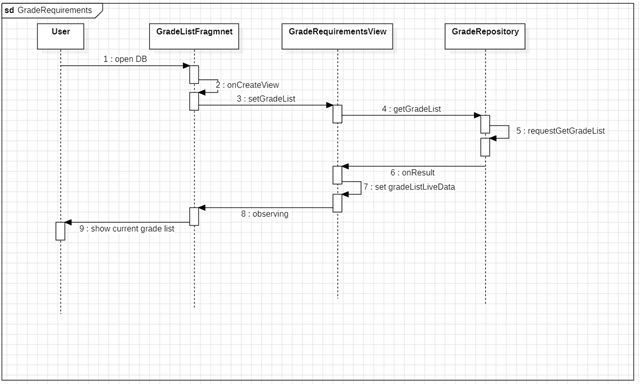 sd GradeRequirements
User
GradeListFragmnet
GradeRequirementsView
GradeRepository
1 : open DB
2 : onCreateView
3 : setGradeList
4 : getGradeList
5 : requestGetGradeList
6 : onResult
7 : set gradeListLiveData
8 : observing
9 : show current grade list